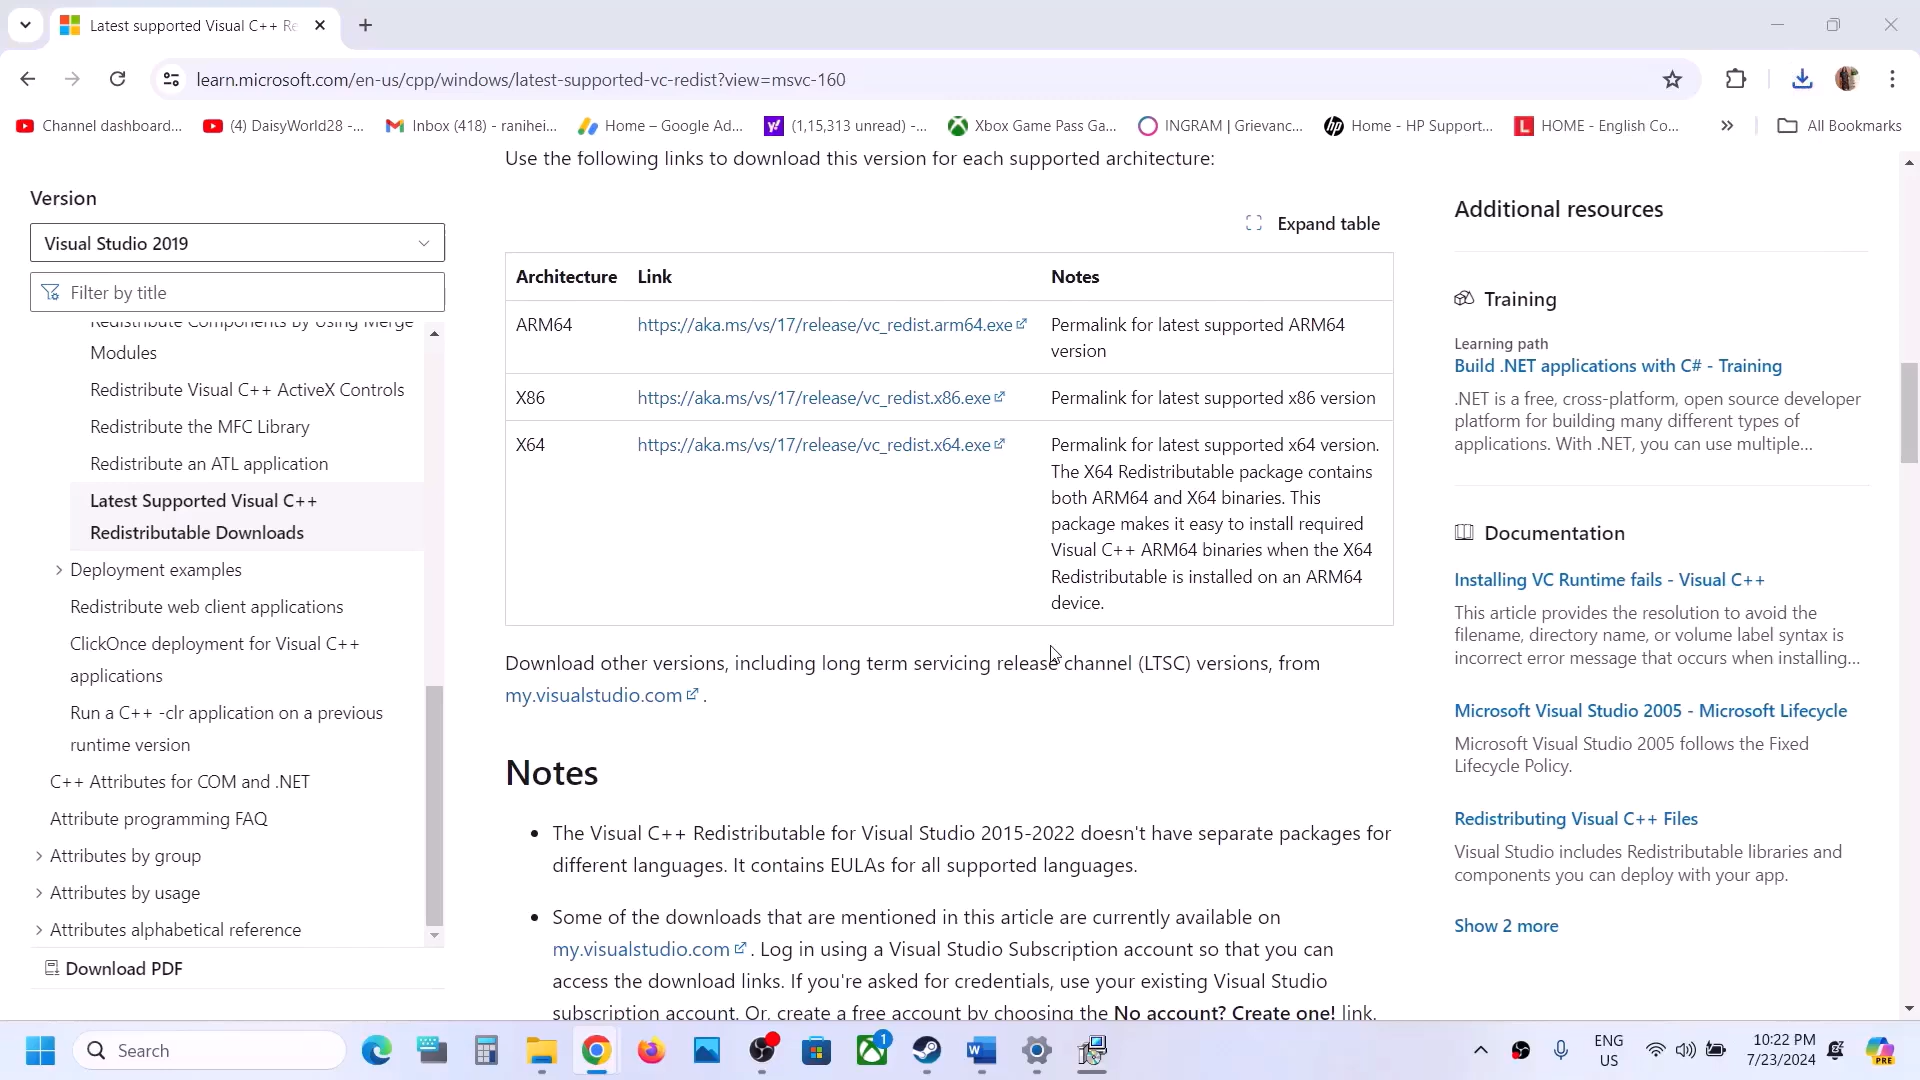 Latest supported Visual C++ Re
learn.microsoft.com/en-us/cpp/windows/latest-supported-vc-redist?view=msvc-160
Channel dashboard...
(4) DaisyWorld28 -...
Inbox (418) - ranihei...
Home – Google Ad...
(1,15,313 unread) -...
Xbox Game Pass Ga...
INGRAM | Grievanc...
Home - HP Support...
HOME - English Co...
All Bookmarks
Version
Visual Studio 2019
Filter by title
Redistribute Components by Using Merge
Modules
Redistribute Visual C++ ActiveX Controls
Redistribute the MFC Library
Redistribute an ATL application
Latest Supported Visual C++
Redistributable Downloads
Deployment examples
Redistribute web client applications
ClickOnce deployment for Visual C++
applications
Run a C++ -clr application on a previous
runtime version
C++ Attributes for COM and .NET
Attribute programming FAQ
Attributes by group
Attributes by usage
Attributes alphabetical reference
Download PDF
Use the following links to download this version for each supported architecture:
Expand table
Architecture Link Notes
ARM64 https://aka.ms/vs/17/release/vc_redist.arm64.exe Permalink for latest supported ARM64
version
X86 https://aka.ms/vs/17/release/vc_redist.x86.exe Permalink for latest supported x86 version
X64 https://aka.ms/vs/17/release/vc_redist.x64.exe Permalink for latest supported x64 version.
The X64 Redistributable package contains
both ARM64 and X64 binaries. This
package makes it easy to install required
Visual C++ ARM64 binaries when the X64
Redistributable is installed on an ARM64
device.
Download other versions, including long term servicing release channel (LTSC) versions, from
my.visualstudio.com .
Notes
• The Visual C++ Redistributable for Visual Studio 2015-2022 doesn't have separate packages for
different languages. It contains EULAs for all supported languages.
• Some of the downloads that are mentioned in this article are currently available on
my.visualstudio.com . Log in using a Visual Studio Subscription account so that you can
access the download links. If you're asked for credentials, use your existing Visual Studio
subscription account. Or, create a free account by choosing the No account? Create one! link.
Additional resources
Training
Learning path
Build .NET applications with C# - Training
.NET is a free, cross-platform, open source developer
platform for building many different types of
applications. With .NET, you can use multiple...
Documentation
Installing VC Runtime fails - Visual C++
This article provides the resolution to avoid the
filename, directory name, or volume label syntax is
incorrect error message that occurs when installing...
Microsoft Visual Studio 2005 - Microsoft Lifecycle
Microsoft Visual Studio 2005 follows the Fixed
Lifecycle Policy.
Redistributing Visual C++ Files
Visual Studio includes Redistributable libraries and
components you can deploy with your app.
Show 2 more
Search
1
ENG
US
10:22 PM
7/23/2024
PRE